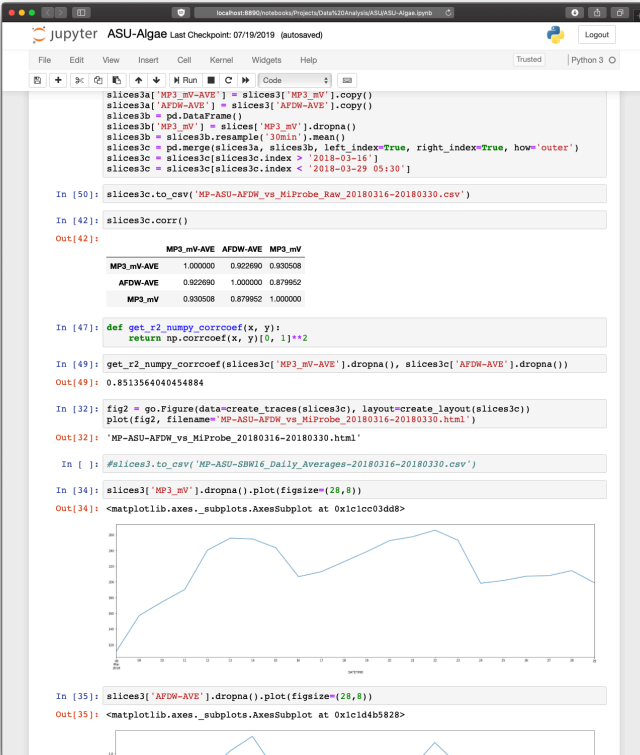 localhost:8890/notebooks/Projects/Data%20Analysis/ASU/ASU-Algae.ipynb
jupyter ASU-Algae Last Checkpoint: 07/19/2019 (autosaved)
Logout
File Edit View Insert Cell Kernel Widgets Help
Trusted Python 3
Run Code
slices3a['MP3_mV-AVE'] = slices3['MP3_mV'].copy()
slices3a['AFDW-AVE'] = slices3['AFDW-AVE'].copy()
slices3b = pd.DataFrame()
slices3b['MP3_mV'] = slices['MP3_mV'].dropna()
slices3b = slices3b.resample('30min').mean()
slices3c = pd.merge(slices3a, slices3b, left_index=True, right_index=True, how='outer')
slices3c = slices3c[slices3c.index > '2018-03-16']
slices3c = slices3c[slices3c.index < '2018-03-29 05:30']
In [50]: slices3c.to_csv('MP-ASU-AFDW_vs_MiProbe_Raw_20180316-20180330.csv')
In [42]: slices3c.corr()
Out[42]:
MP3_mV-AVE AFDW-AVE MP3_mV
MP3_mV-AVE 1.000000 0.922690 0.930508
AFDW-AVE 0.922690 1.000000 0.879952
MP3_mV 0.930508 0.879952 1.000000
In [47]: def get_r2_numpy_corrcoef(x, y):
return np.corrcoef(x, y)[0, 1]**2
In [49]: get_r2_numpy_corrcoef(slices3c['MP3_mV-AVE'].dropna(), slices3c['AFDW-AVE'].dropna())
Out[49]: 0.8513564040454884
In [32]: fig2 = go.Figure(data=create_traces(slices3c), layout=create_layout(slices3c))
plot(fig2, filename='MP-ASU-AFDW_vs_MiProbe_20180316-20180330.html')
Out[32]: 'MP-ASU-AFDW_vs_MiProbe_20180316-20180330.html'
In [ ]: #slices3.to_csv('MP-ASU-SBW16_Daily_Averages-20180316-20180330.csv')
In [34]: slices3['MP3_mV'].dropna().plot(figsize=(28,8))
Out[34]: <matplotlib.axes._subplots.AxesSubplot at 0x1c1cc03dd8>
In [35]: slices3['AFDW-AVE'].dropna().plot(figsize=(28,8))
Out[35]: <matplotlib.axes._subplots.AxesSubplot at 0x1c1d4b5828>